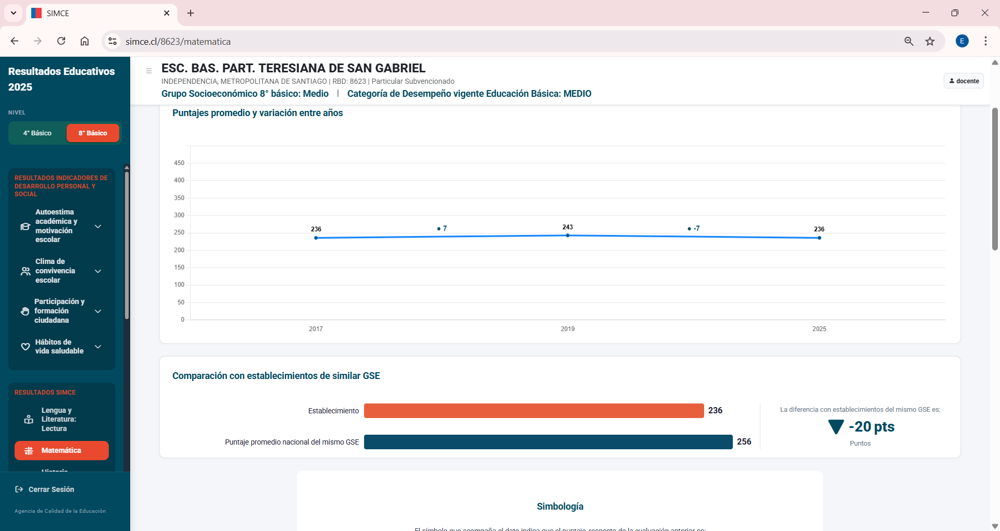 SIMCE
simce.cl/8623/matematica
E
Resultados Educativos
2025
NIVEL
4° Básico
8° Básico
RESULTADOS INDICADORES DE
DESARROLLO PERSONAL Y
SOCIAL
Autoestima
académica y
motivación
escolar
Clima de
convivencia
escolar
Participación y
formación
ciudadana
Hábitos de
vida saludable
RESULTADOS SIMCE
Lengua y
Literatura:
Lectura
Matemática
Historia
Cerrar Sesión
Agencia de Calidad de la Educación
ESC. BAS. PART. TERESIANA DE SAN GABRIEL
INDEPENDENCIA, METROPOLITANA DE SANTIAGO | RBD: 8623 | Particular Subvencionado
Grupo Socioeconómico 8° básico: Medio | Categoría de Desempeño vigente Educación Básica: MEDIO
docente
Puntajes promedio y variación entre años
450
400
350
300
250
200
150
100
50
0
236
● 7
243
● -7
236
2017
2019
2025
Comparación con establecimientos de similar GSE
Establecimiento
236
Puntaje promedio nacional del mismo GSE
256
La diferencia con establecimientos del mismo GSE es:
-20 pts
Puntos
Simbología
El símbolo que acompaña el dato indica que el puntaje, respecto de la evaluación anterior es: